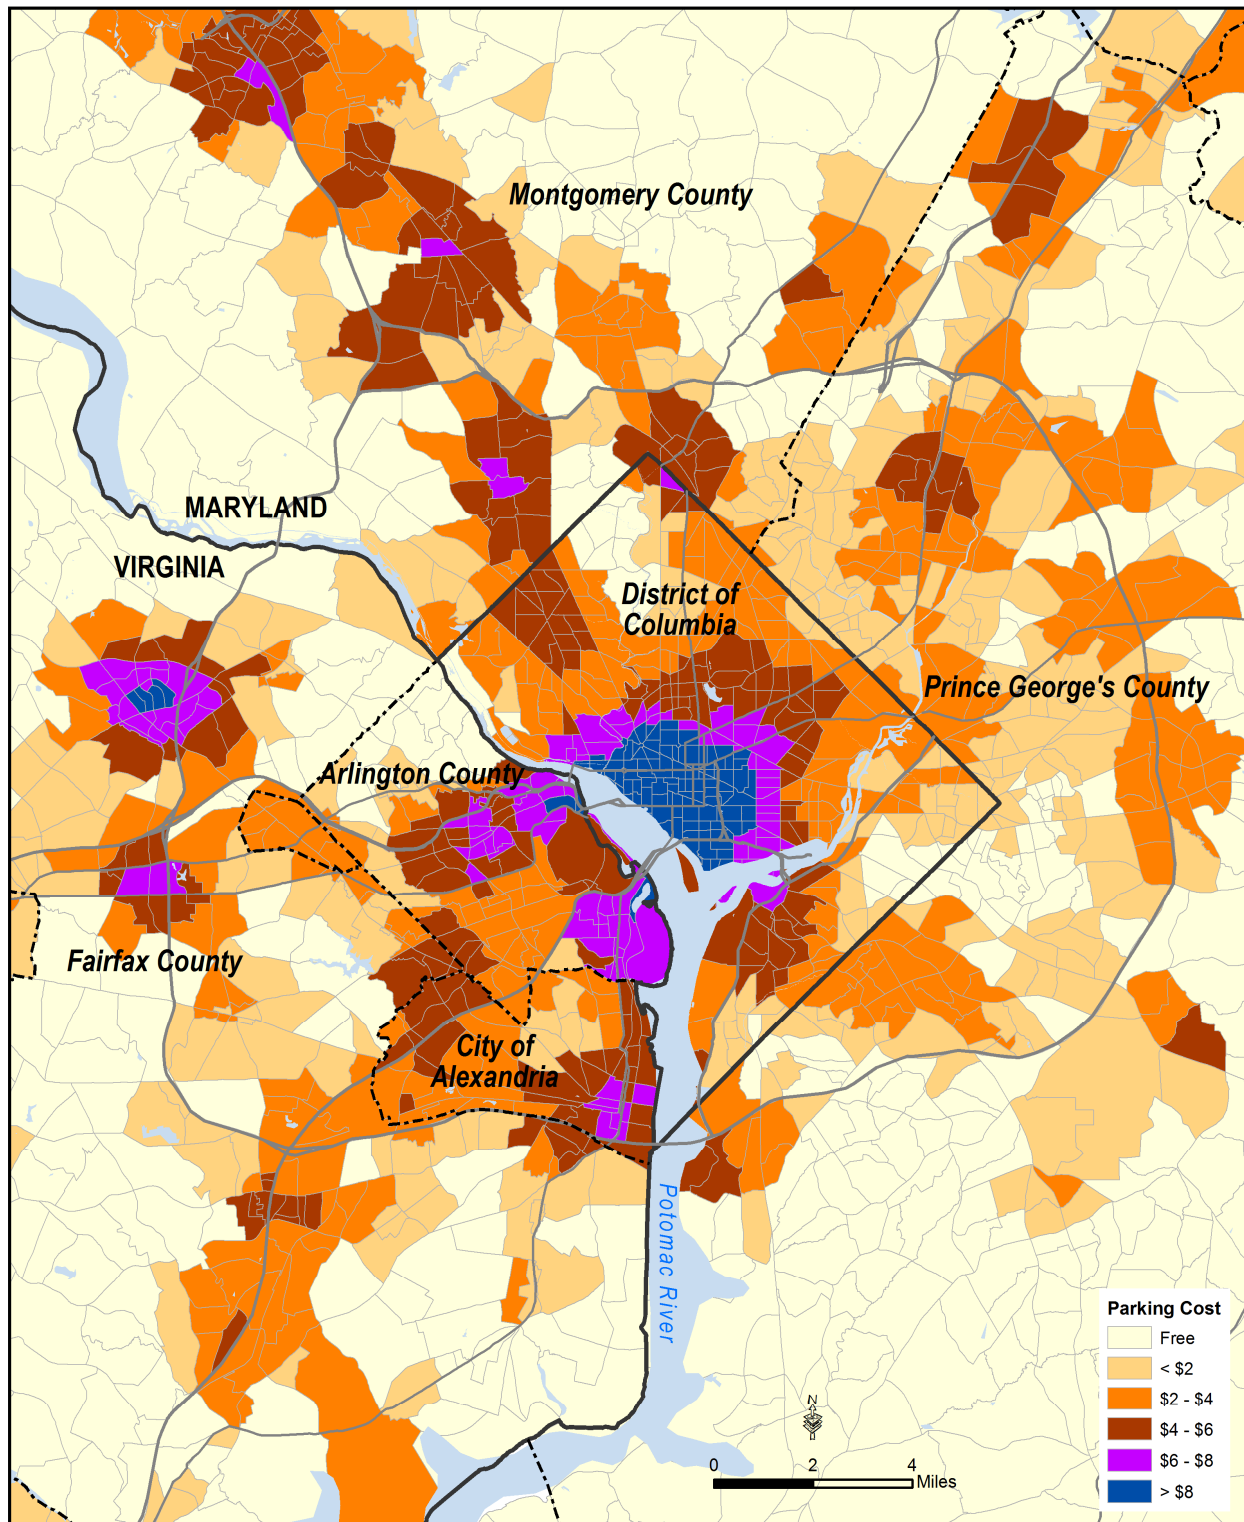 Montgomery County
MARYLAND
VIRGINIA
District of
Columbia
Prince George's County
Arlington County
Fairfax County
City of
Alexandria
Potomac River
Parking Cost
Free
< $2
$2 - $4
$4 - $6
$6 - $8
> $8
N
0 2 4
Miles